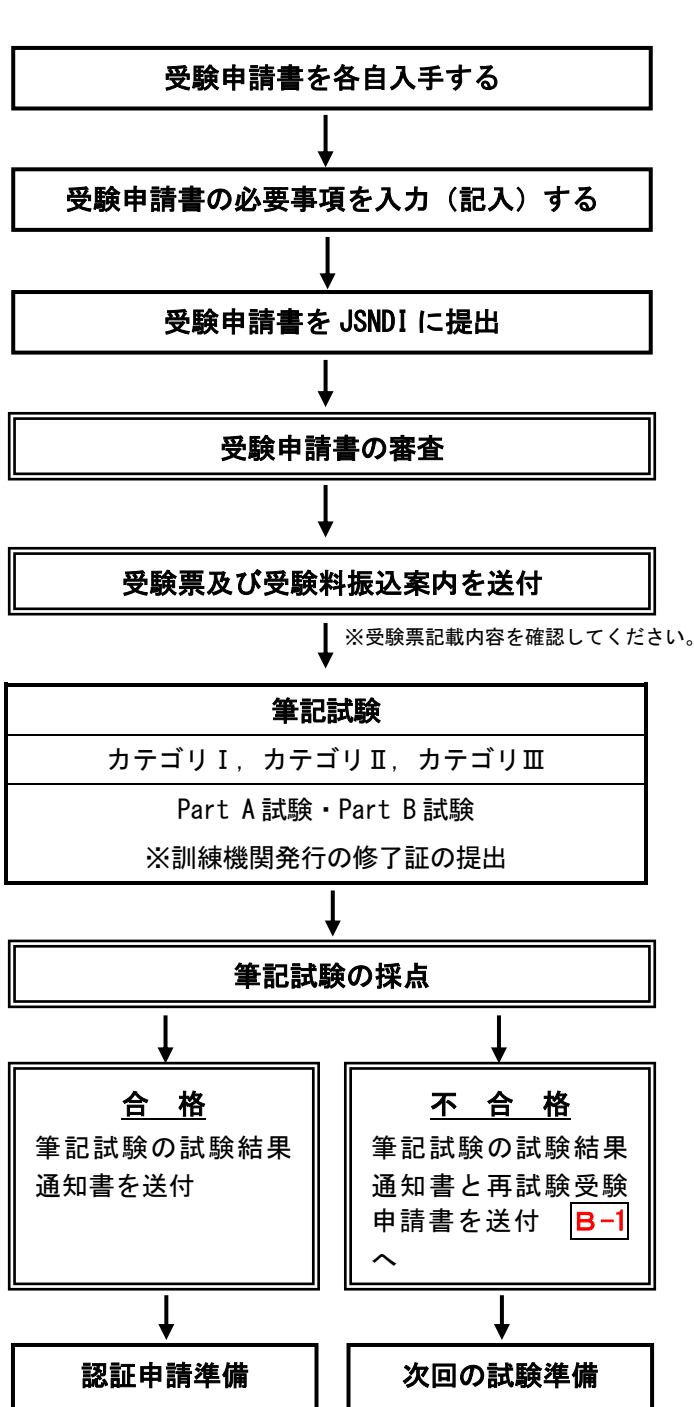 受験申請書を各自入手する
受験申請書の必要事項を入力（記入）する
受験申請書を JSNDI に提出
受験申請書の審査
受験票及び受験料振込案内を送付
※受験票記載内容を確認してください。
筆記試験
カテゴリⅠ，カテゴリⅡ，カテゴリⅢ
Part A 試験・Part B 試験
※訓練機関発行の修了証の提出
筆記試験の採点
合　格
筆記試験の試験結果
通知書を送付
不　合　格
筆記試験の試験結果
通知書と再試験受験
申請書を送付 B-1
へ
認証申請準備
次回の試験準備